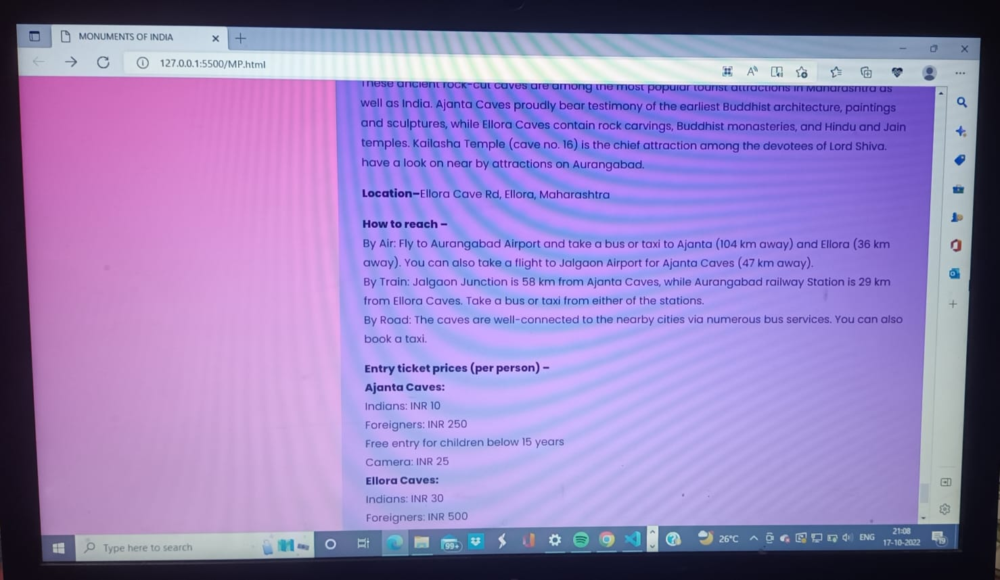 MONUMENTS OF INDIA
127.0.0.1:5500/MP.html
These ancient rock-cut caves are among the most popular tourist attractions in Maharashtra as
well as India. Ajanta Caves proudly bear testimony of the earliest Buddhist architecture, paintings
and sculptures, while Ellora Caves contain rock carvings, Buddhist monasteries, and Hindu and Jain
temples. Kailasha Temple (cave no. 16) is the chief attraction among the devotees of Lord Shiva.
have a look on near by attractions on Aurangabad.
Location–Ellora Cave Rd, Ellora, Maharashtra
How to reach –
By Air: Fly to Aurangabad Airport and take a bus or taxi to Ajanta (104 km away) and Ellora (36 km
away). You can also take a flight to Jalgaon Airport for Ajanta Caves (47 km away).
By Train: Jalgaon Junction is 58 km from Ajanta Caves, while Aurangabad railway Station is 29 km
from Ellora Caves. Take a bus or taxi from either of the stations.
By Road: The caves are well-connected to the nearby cities via numerous bus services. You can also
book a taxi.
Entry ticket prices (per person) –
Ajanta Caves:
Indians: INR 10
Foreigners: INR 250
Free entry for children below 15 years
Camera: INR 25
Ellora Caves:
Indians: INR 30
Foreigners: INR 500
Type here to search
99+
26°C
ENG
21:08
17-10-2022
19